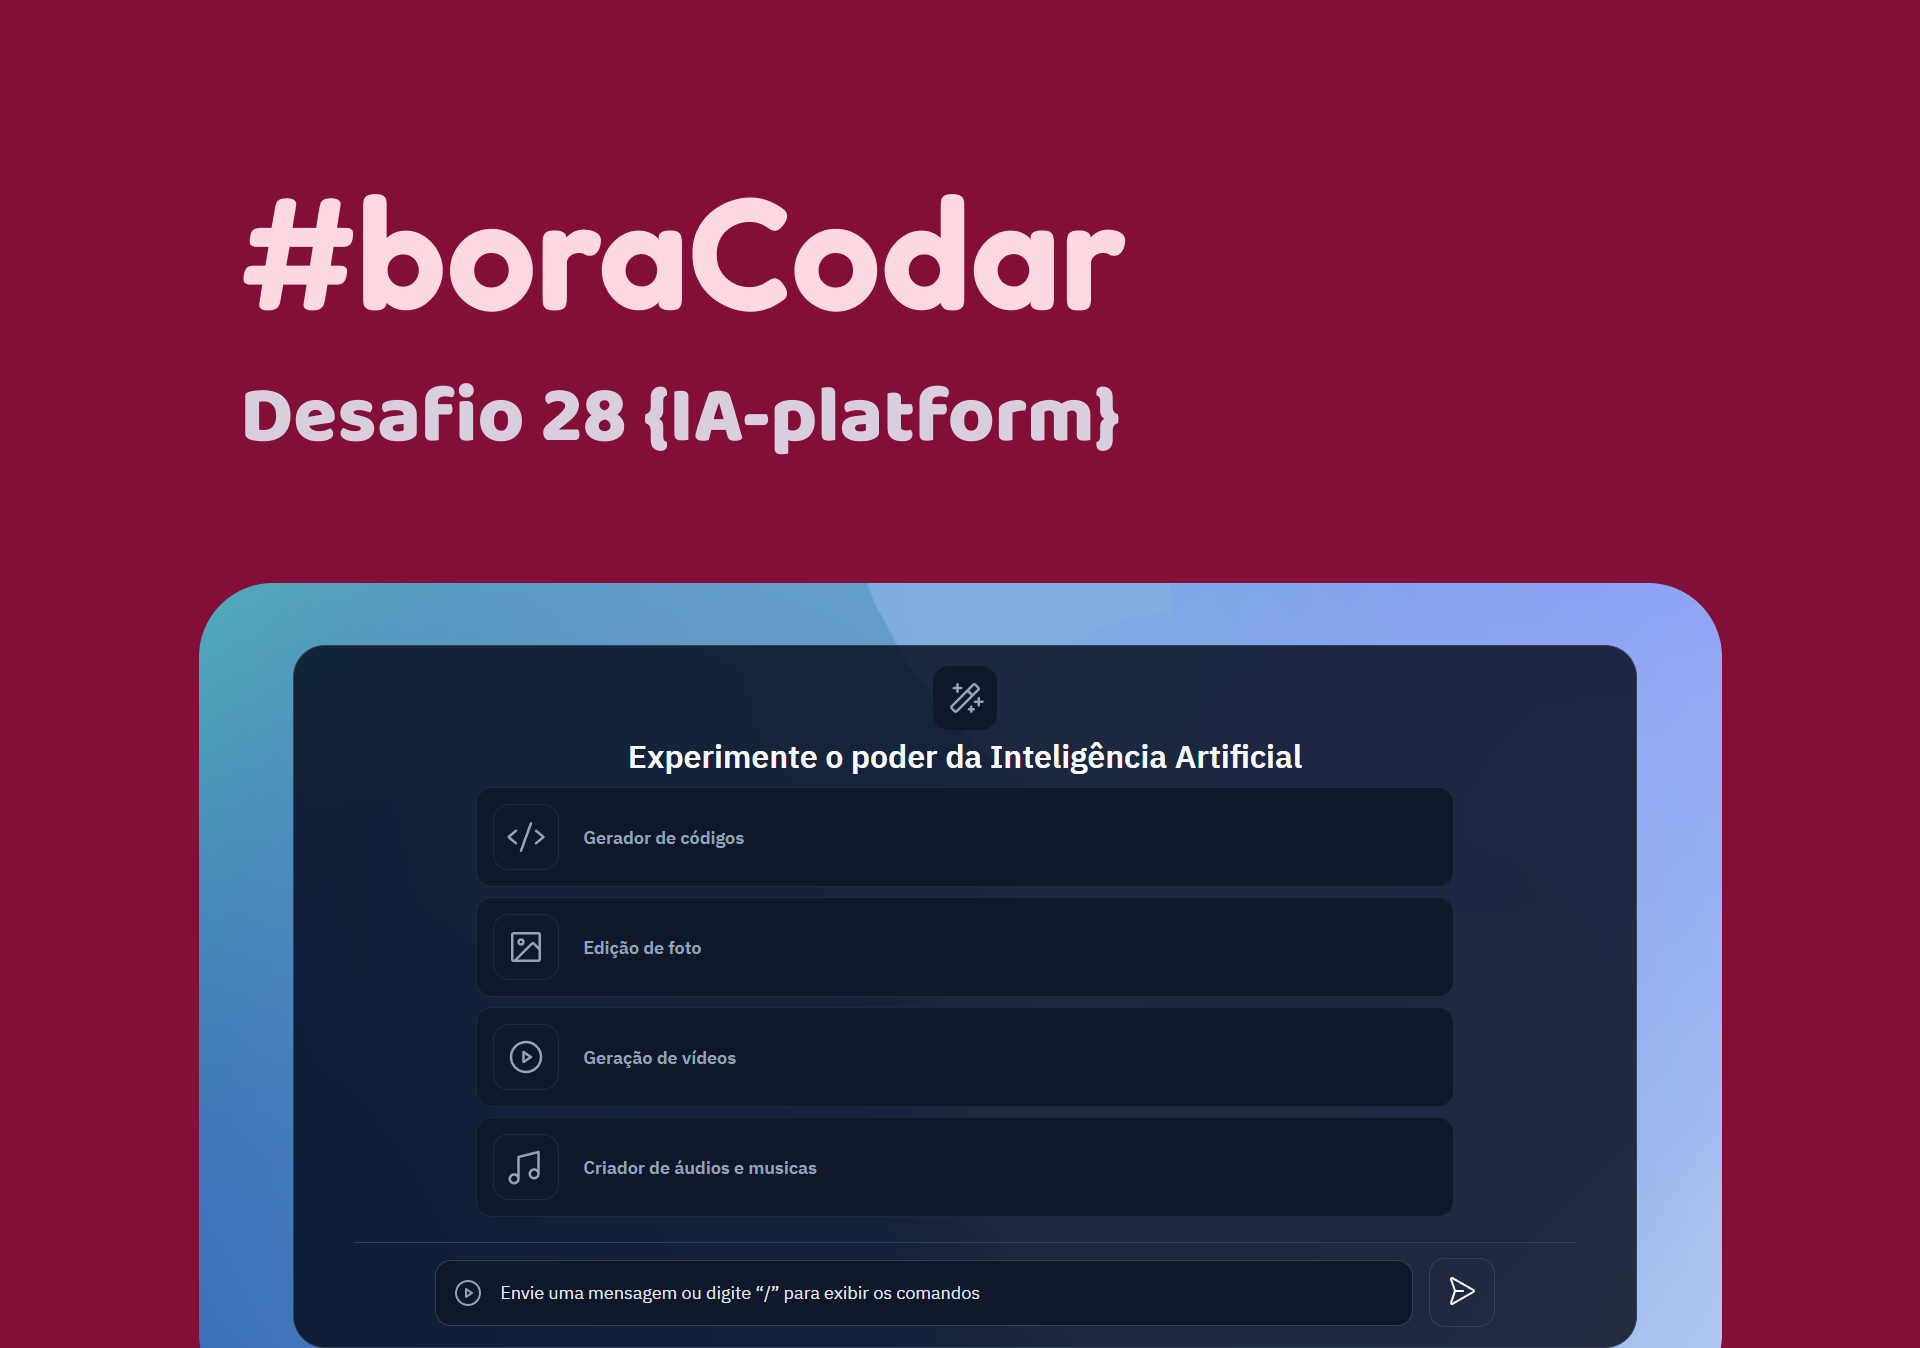 #boraCodar
Desafio 28 {IA-platform}
Experimente o poder da Inteligência Artificial
Gerador de códigos
Edição de foto
Geração de vídeos
Criador de áudios e musicas
Envie uma mensagem ou digite “/” para exibir os comandos